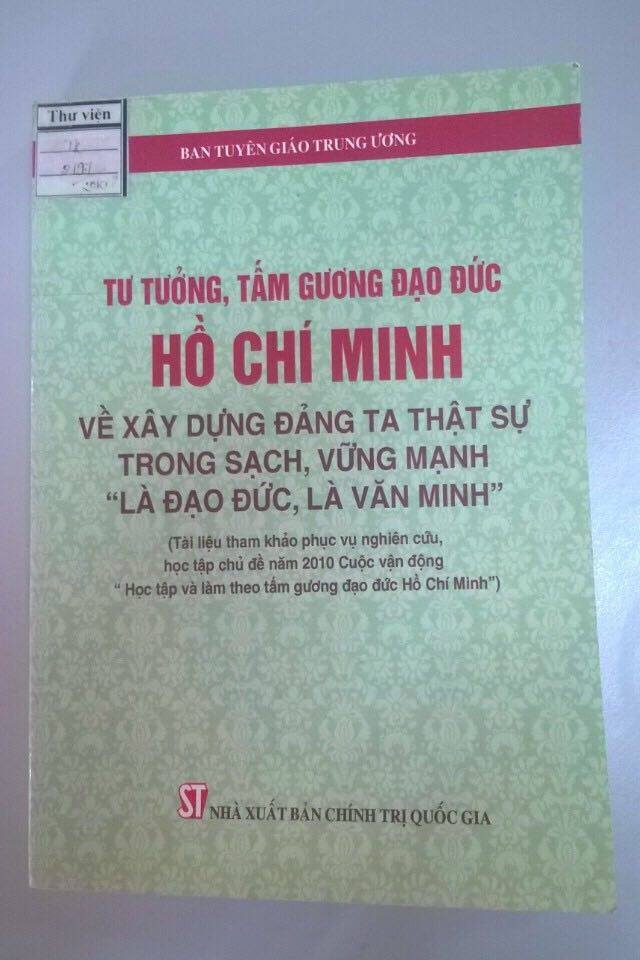 Thư viện
BAN TUYÊN GIÁO TRUNG ƯƠNG
TƯ TƯỞNG, TẤM GƯƠNG ĐẠO ĐỨC
HỒ CHÍ MINH
VỀ XÂY DỰNG ĐẢNG TA THẬT SỰ
TRONG SẠCH, VỮNG MẠNH
“LÀ ĐẠO ĐỨC, LÀ VĂN MINH”
(Tài liệu tham khảo phục vụ nghiên cứu,
học tập chủ đề năm 2010 Cuộc vận động
“ Học tập và làm theo tấm gương đạo đức Hồ Chí Minh”)
ST NHÀ XUẤT BẢN CHÍNH TRỊ QUỐC GIA